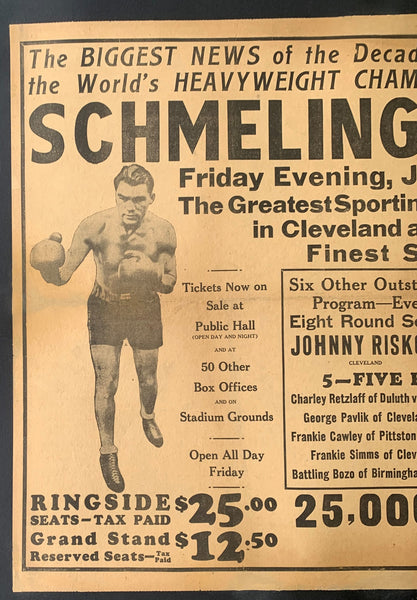 The BIGGEST NEWS of the Decad
the World's HEAVYWEIGHT CHAM
SCHMELING
Friday Evening, J
The Greatest Sportin
in Cleveland a
Finest S
Tickets Now on
Sale at
Public Hall
(OPEN DAY AND NIGHT)
AND AT
50 Other
Box Offices
AND ON
Stadium Grounds
Open All Day
Friday
Six Other Outst
Program—Eve
Eight Round Se
JOHNNY RISKO
CLEVELAND
5—FIVE R
Charley Retzlaff of Duluth v
George Pavlik of Clevela
Frankie Cawley of Pittston
Frankie Simms of Clev
Battling Bozo of Birmingha
RINGSIDE $25.00
SEATS—TAX PAID
Grand Stand $12.50
Reserved Seats—Tax Paid
25,000